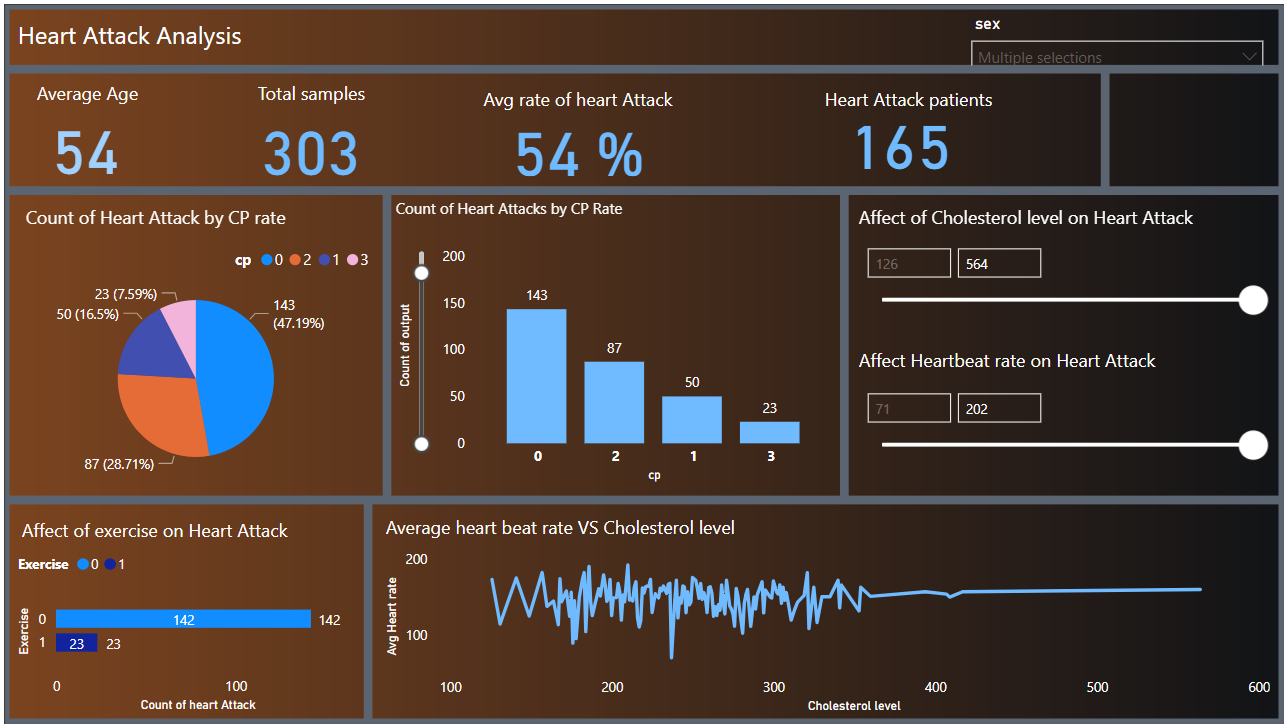 Heart Attack Analysis
sex
Multiple selections
Average Age
Total samples
Avg rate of heart Attack
Heart Attack patients
54
303
54 %
165
Count of Heart Attack by CP rate
cp 0 2 1 3
23 (7.59%)
50 (16.5%)
143
(47.19%)
87 (28.71%)
Count of Heart Attacks by CP Rate
Count of output
200
150
100
50
0
143
87
50
23
0 2 1 3
cp
Affect of Cholesterol level on Heart Attack
126 564
Affect Heartbeat rate on Heart Attack
71 202
Affect of exercise on Heart Attack
Exercise 0 1
Exercise
0 142 142
1 23 23
0 100
Count of heart Attack
Average heart beat rate VS Cholesterol level
Avg Heart rate
200
100
100 200 300 400 500 600
Cholesterol level